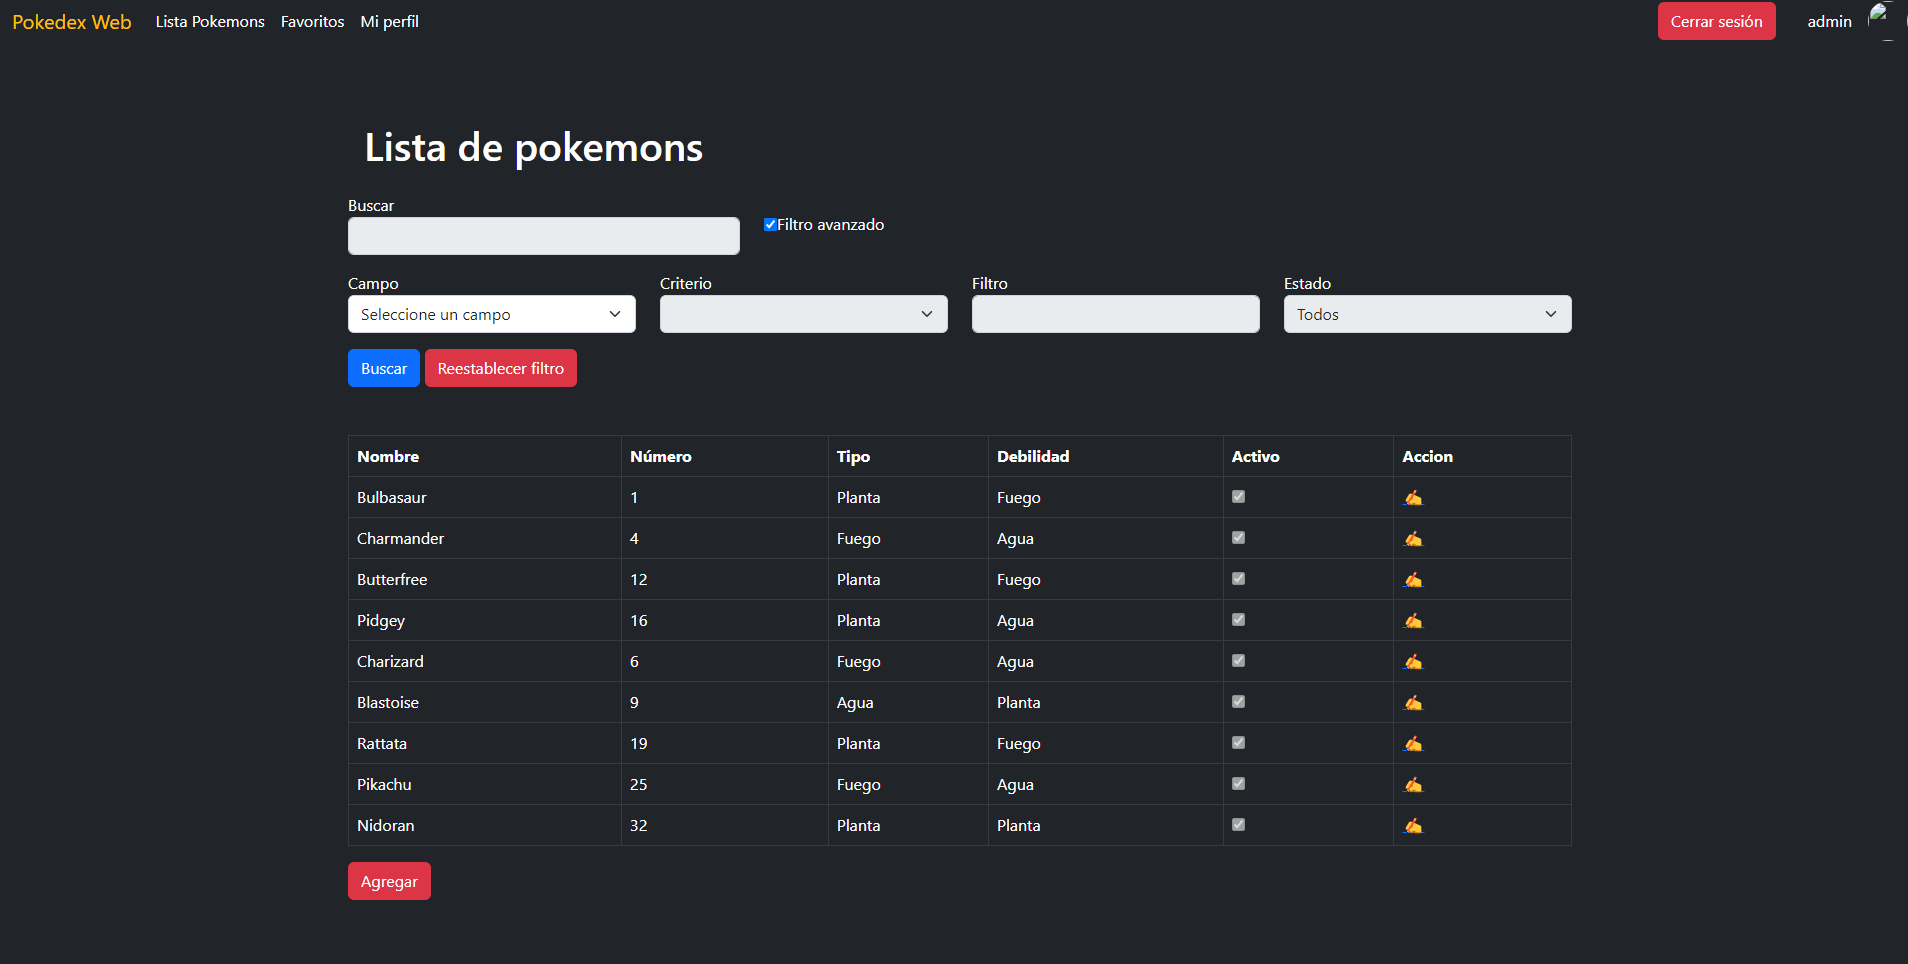 Pokedex Web Lista Pokemons Favoritos Mi perfil Cerrar sesión admin
Lista de pokemons
Buscar
Filtro avanzado
Campo Criterio Filtro Estado
Seleccione un campo Todos
Buscar Reestablecer filtro
Nombre Número Tipo Debilidad Activo Accion
Bulbasaur 1 Planta Fuego
Charmander 4 Fuego Agua
Butterfree 12 Planta Fuego
Pidgey 16 Planta Agua
Charizard 6 Fuego Agua
Blastoise 9 Agua Planta
Rattata 19 Planta Fuego
Pikachu 25 Fuego Agua
Nidoran 32 Planta Planta
Agregar